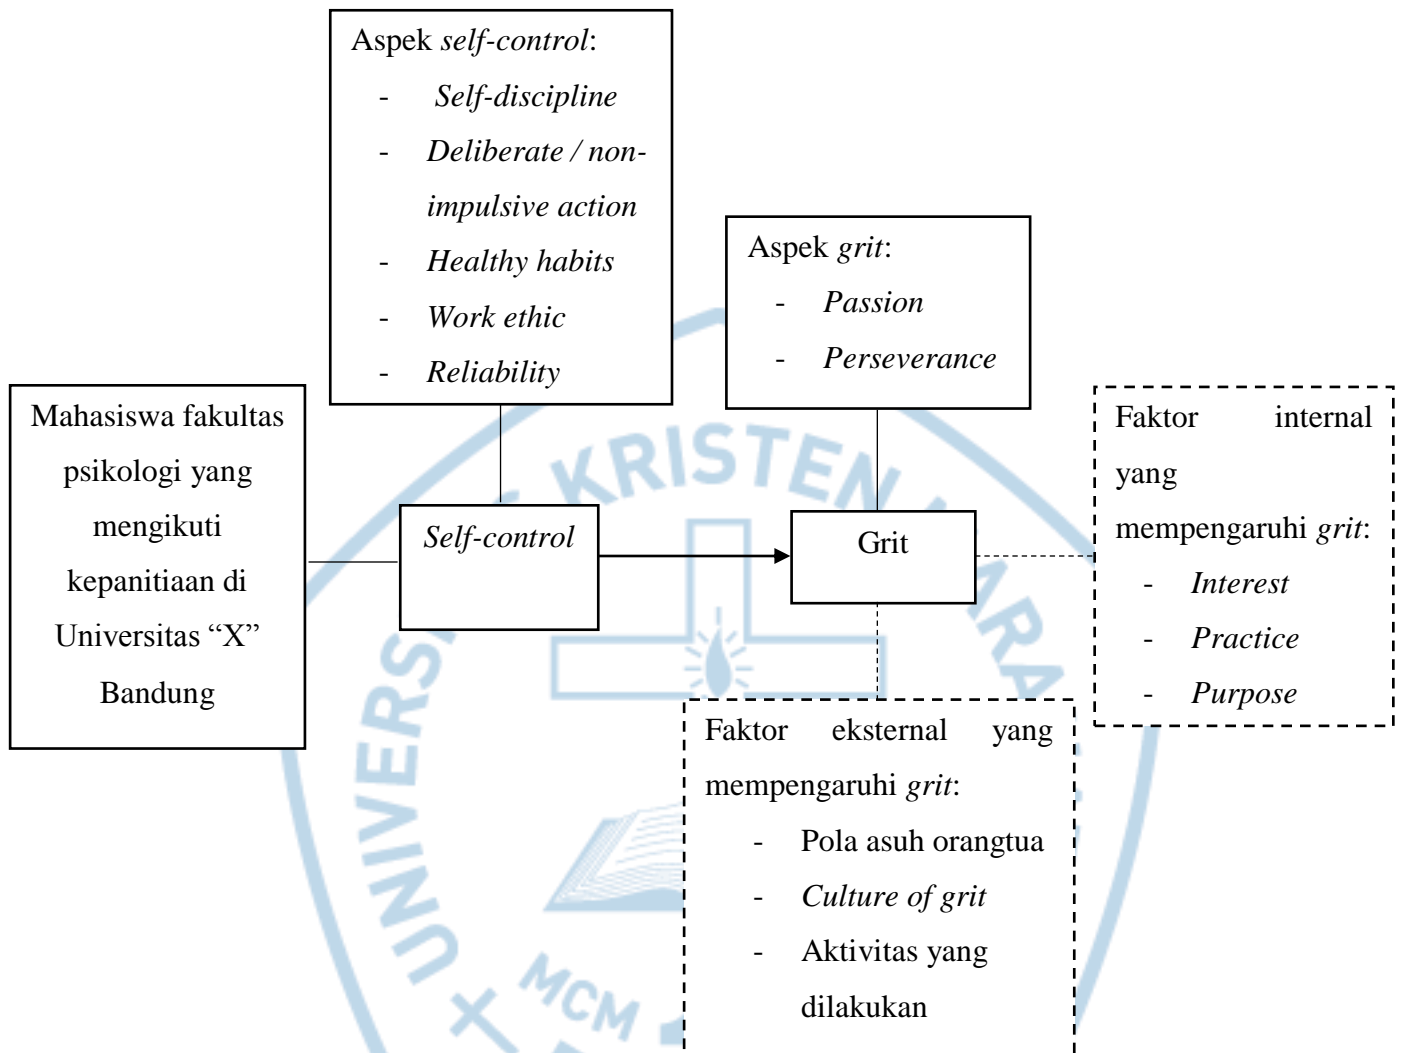 Aspek self-control:
- Self-discipline
- Deliberate / non-
impulsive action
- Healthy habits
- Work ethic
- Reliability
Aspek grit:
- Passion
- Perseverance
Mahasiswa fakultas
psikologi yang
mengikuti
kepanitiaan di
Universitas “X”
Bandung
Self-control
Grit
Faktor internal
yang
mempengaruhi grit:
- Interest
- Practice
- Purpose
Faktor eksternal yang
mempengaruhi grit:
- Pola asuh orangtua
- Culture of grit
- Aktivitas yang
dilakukan
KRISTEN
MCM